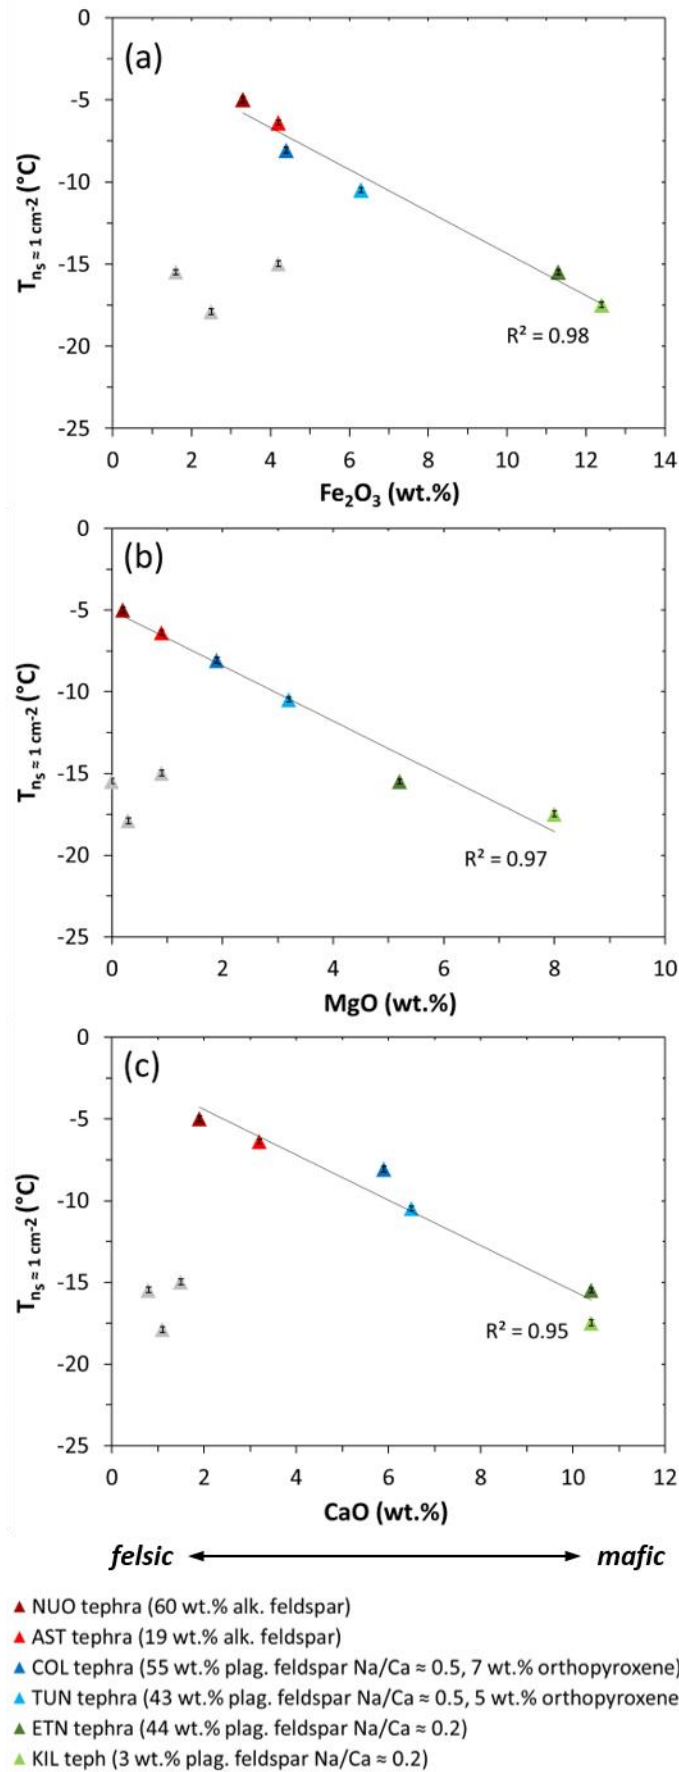 (a)
0
-5
-10
-15
-20
-25
T nₛ ≈ 1 cm-2 (°C)
R² = 0.98
0 2 4 6 8 10 12 14
Fe₂O₃ (wt.%)
(b)
0
-5
-10
-15
-20
-25
T nₛ ≈ 1 cm-2 (°C)
R² = 0.97
0 2 4 6 8 10
MgO (wt.%)
(c)
0
-5
-10
-15
-20
-25
T nₛ ≈ 1 cm-2 (°C)
R² = 0.95
0 2 4 6 8 10 12
CaO (wt.%)
felsic mafic
NUO tephra (60 wt.% alk. feldspar)
AST tephra (19 wt.% alk. feldspar)
COL tephra (55 wt.% plag. feldspar Na/Ca ≈ 0.5, 7 wt.% orthopyroxene)
TUN tephra (43 wt.% plag. feldspar Na/Ca ≈ 0.5, 5 wt.% orthopyroxene
ETN tephra (44 wt.% plag. feldspar Na/Ca ≈ 0.2)
KIL teph (3 wt.% plag. feldspar Na/Ca ≈ 0.2)